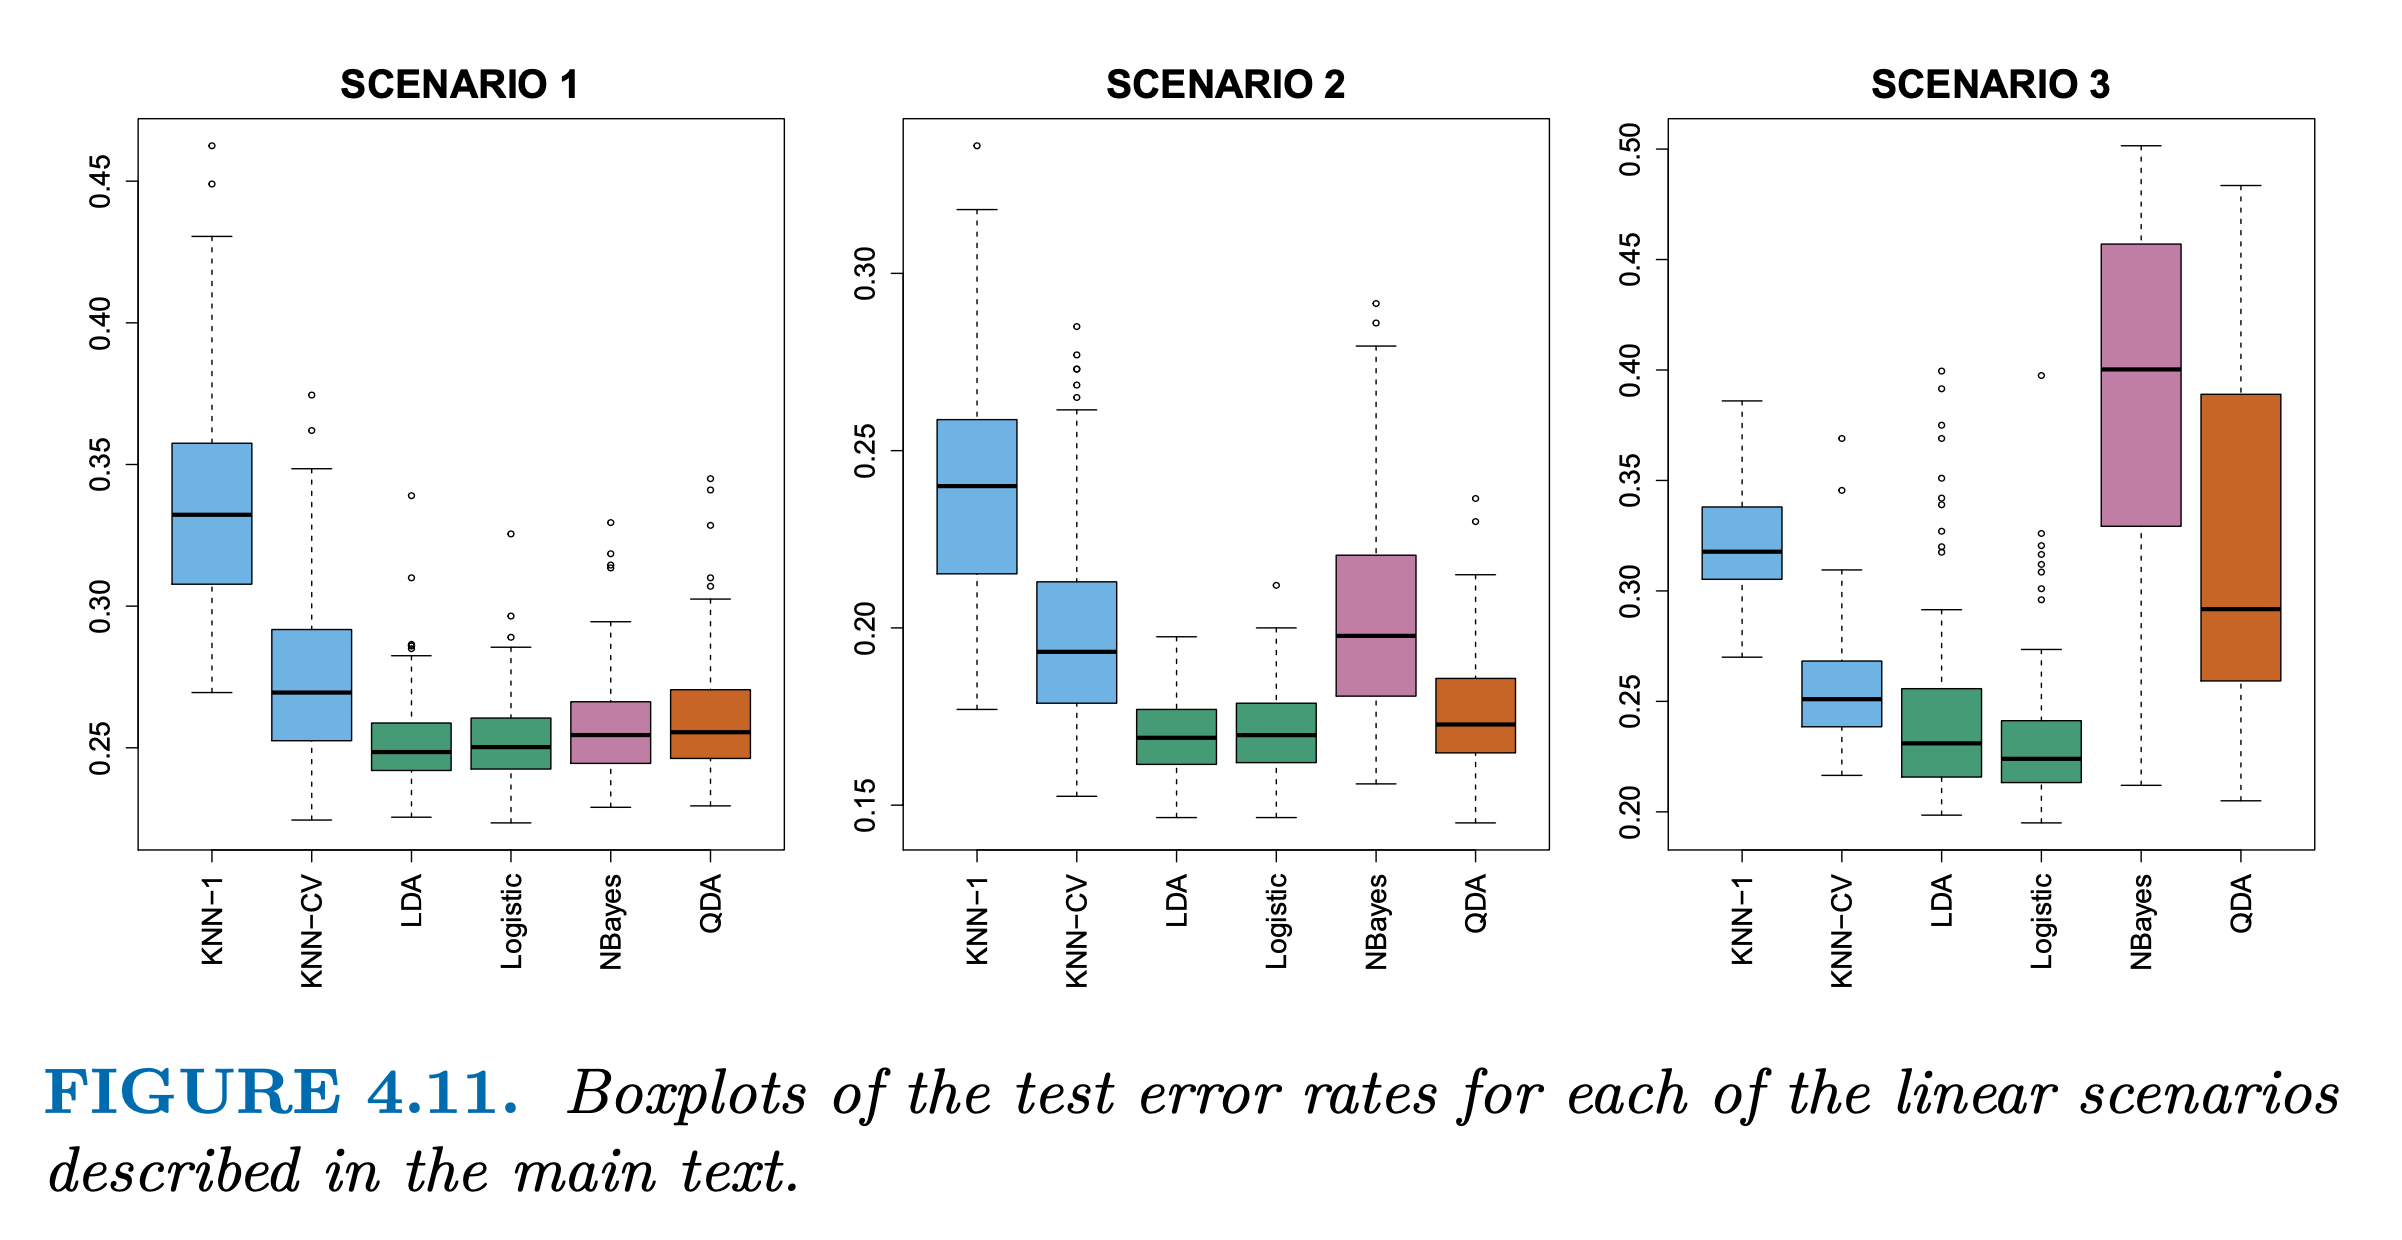 SCENARIO 1
0.45
0.40
0.35
0.30
0.25
KNN−1
KNN−CV
LDA
Logistic
NBayes
QDA
SCENARIO 2
0.30
0.25
0.20
0.15
KNN−1
KNN−CV
LDA
Logistic
NBayes
QDA
SCENARIO 3
0.50
0.45
0.40
0.35
0.30
0.25
0.20
KNN−1
KNN−CV
LDA
Logistic
NBayes
QDA
FIGURE 4.11. Boxplots of the test error rates for each of the linear scenarios
described in the main text.